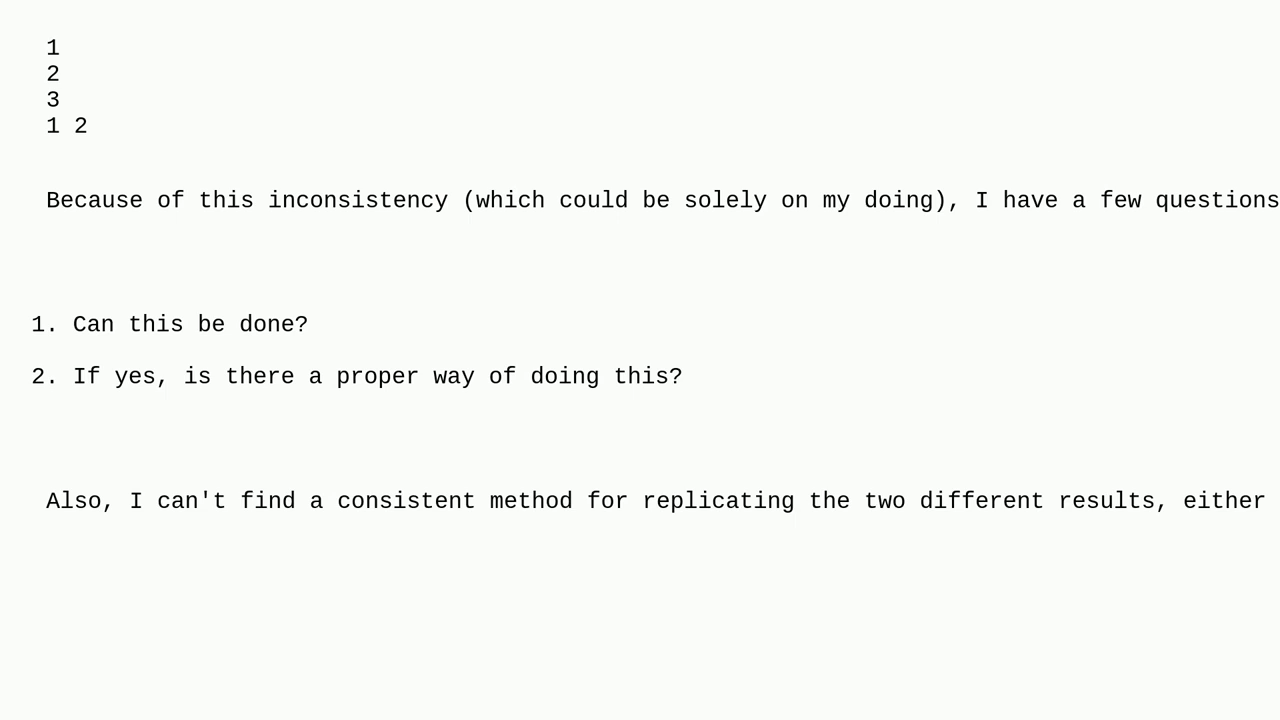 1
2
3
1 2
Because of this inconsistency (which could be solely on my doing), I have a few questions
1. Can this be done?
2. If yes, is there a proper way of doing this?
Also, I can't find a consistent method for replicating the two different results, either